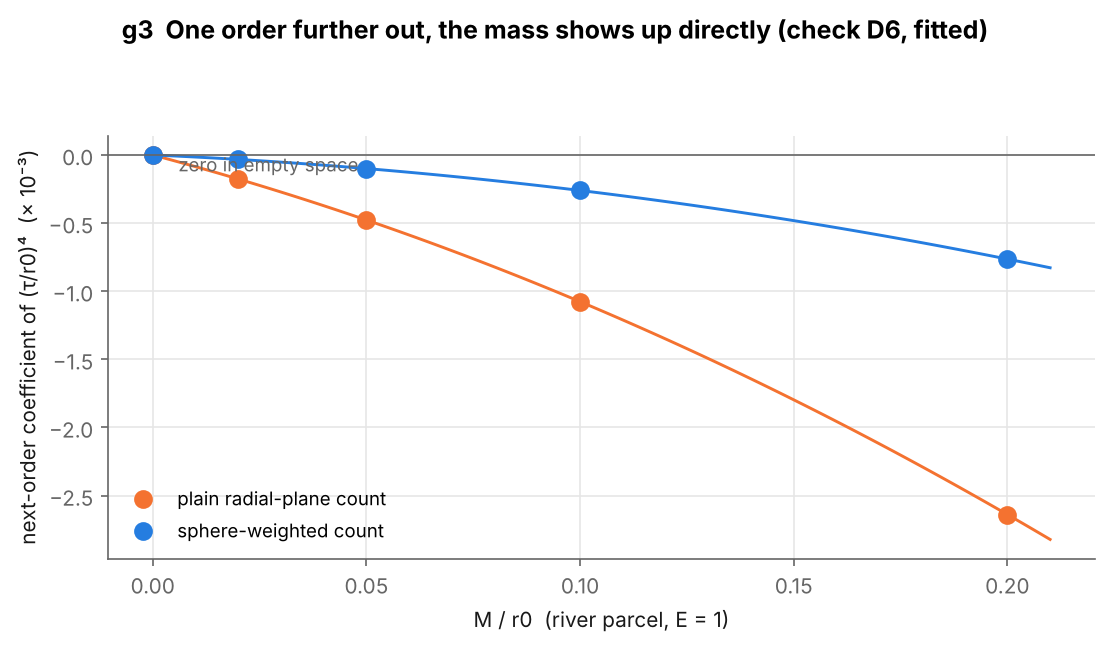 g3 One order further out, the mass shows up directly (check D6, fitted)
next-order coefficient of (τ/r0)⁴ (× 10⁻³)
0.0
−0.5
−1.0
−1.5
−2.0
−2.5
zero in empty space
plain radial-plane count
sphere-weighted count
0.00 0.05 0.10 0.15 0.20
M / r0 (river parcel, E = 1)